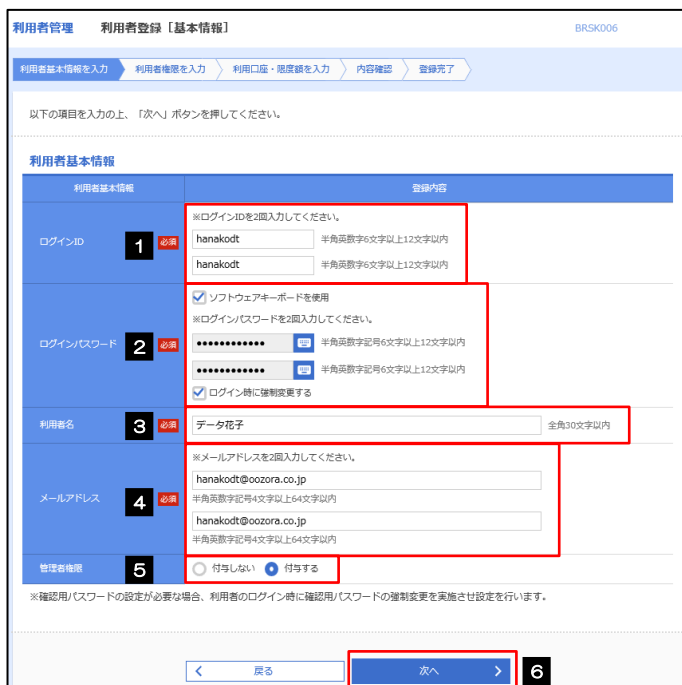 利用者管理 利用者登録［基本情報］ BRSK006
利用者基本情報を入力 利用者権限を入力 利用口座・限度額を入力 内容確認 登録完了
以下の項目を入力の上、「次へ」ボタンを押してください。
利用者基本情報
利用者基本情報 登録内容
※ログインIDを2回入力してください。
ログインID 1 必須 hanakodt 半角英数字6文字以上12文字以内
hanakodt 半角英数字6文字以上12文字以内
ソフトウェアキーボードを使用
※ログインパスワードを2回入力してください。
ログインパスワード 2 必須 ●●●●●●●●●●●● 半角英数字記号6文字以上12文字以内
●●●●●●●●●●●● 半角英数字記号6文字以上12文字以内
ログイン時に強制変更する
利用者名 3 必須 データ花子 全角30文字以内
※メールアドレスを2回入力してください。
hanakodt@oozora.co.jp
メールアドレス 4 必須 半角英数字記号4文字以上64文字以内
hanakodt@oozora.co.jp
半角英数字記号4文字以上64文字以内
管理者権限 5 付与しない 付与する
※確認用パスワードの設定が必要な場合、利用者のログイン時に確認用パスワードの強制変更を実施させ設定を行います。
戻る 次へ 6